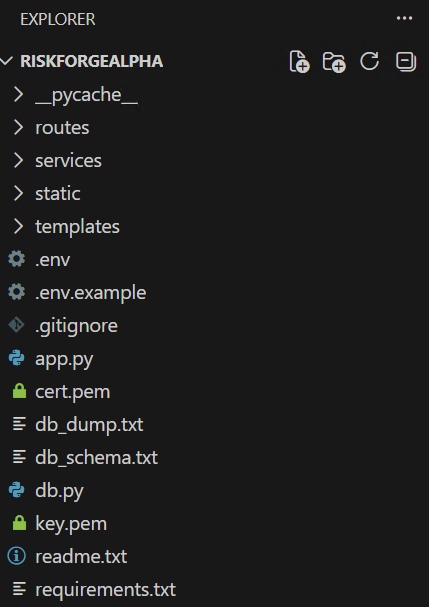 EXPLORER
RISKFORGEALPHA
__pycache__
routes
services
static
templates
.env
.env.example
.gitignore
app.py
cert.pem
db_dump.txt
db_schema.txt
db.py
key.pem
readme.txt
requirements.txt